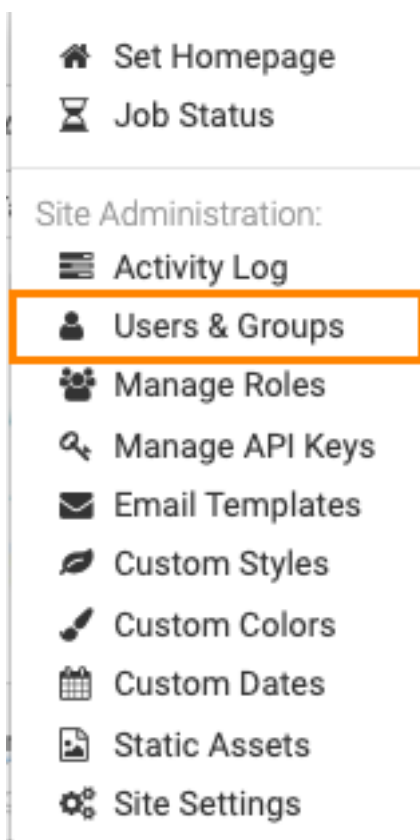 Set Homepage
Job Status
Site Administration:
Activity Log
Users & Groups
Manage Roles
Manage API Keys
Email Templates
Custom Styles
Custom Colors
Custom Dates
Static Assets
Site Settings